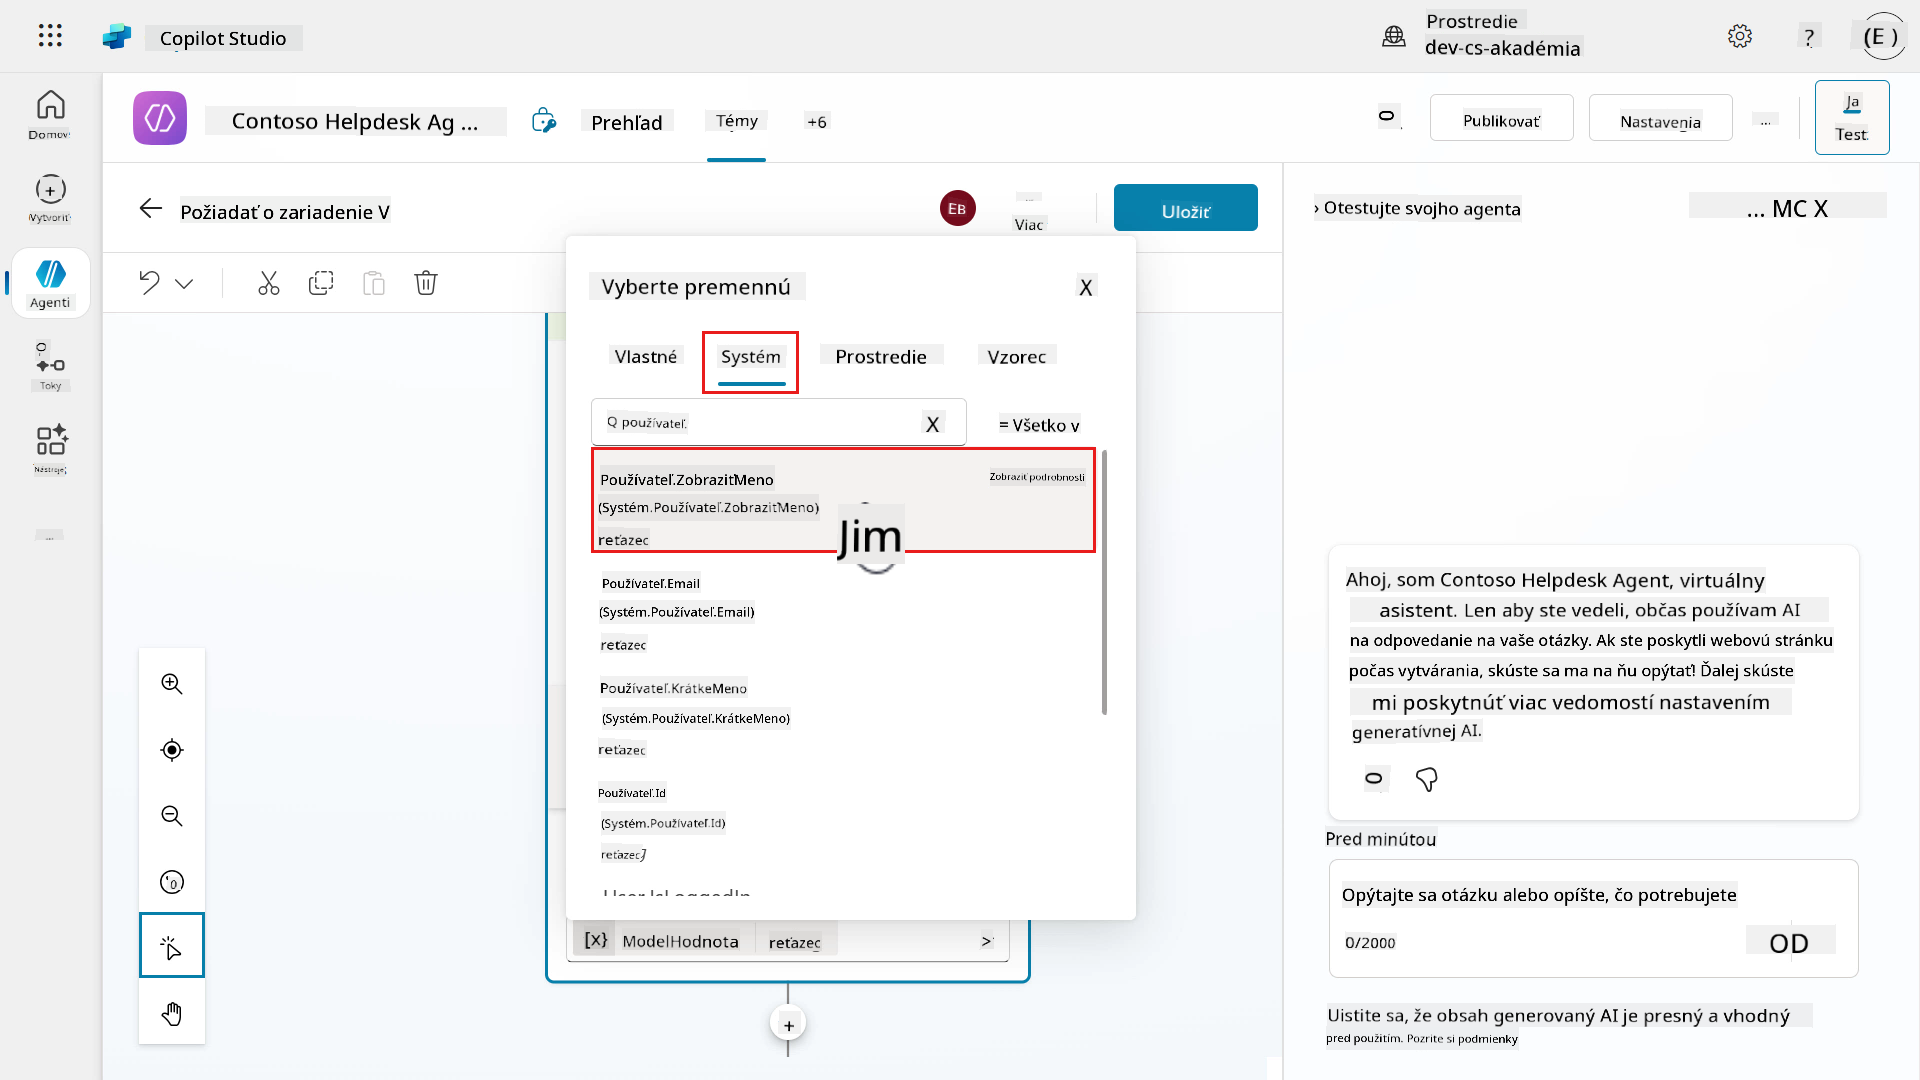 Copilot Studio
Prostredie
dev-cs-akadémia
?
(E )
Contoso Helpdesk Ag ...
Prehľad
Témy
+6
Publikovať
Nastavenia
...
Ja
Test
Domov
Vytvoriť
Agenti
Toky
Nástroje
...
Požiadať o zariadenie V
EB
...
Viac
Uložiť
› Otestujte svojho agenta
... MC X
Vyberte premennú
X
Vlastné
Systém
Prostredie
Vzorec
Q používateľ.
X
= Všetko v
Používateľ.ZobraziťMeno
Zobraziť podrobnosti
(Systém.Používateľ.ZobraziťMeno)
reťazec
Jim
Používateľ.Email
(Systém.Používateľ.Email)
reťazec
Používateľ.KrátkeMeno
(Systém.Používateľ.KrátkeMeno)
reťazec
Používateľ.Id
(Systém.Používateľ.Id)
reťazec]
User.IsLoggedIn
[x] ModelHodnota reťazec >
+
Ahoj, som Contoso Helpdesk Agent, virtuálny
asistent. Len aby ste vedeli, občas používam AI
na odpovedanie na vaše otázky. Ak ste poskytli webovú stránku
počas vytvárania, skúste sa ma na ňu opýtať! Ďalej skúste
mi poskytnúť viac vedomostí nastavením
generatívnej AI.
Pred minútou
Opýtajte sa otázku alebo opíšte, čo potrebujete
0/2000
OD
Uistite sa, že obsah generovaný AI je presný a vhodný
pred použitím. Pozrite si podmienky